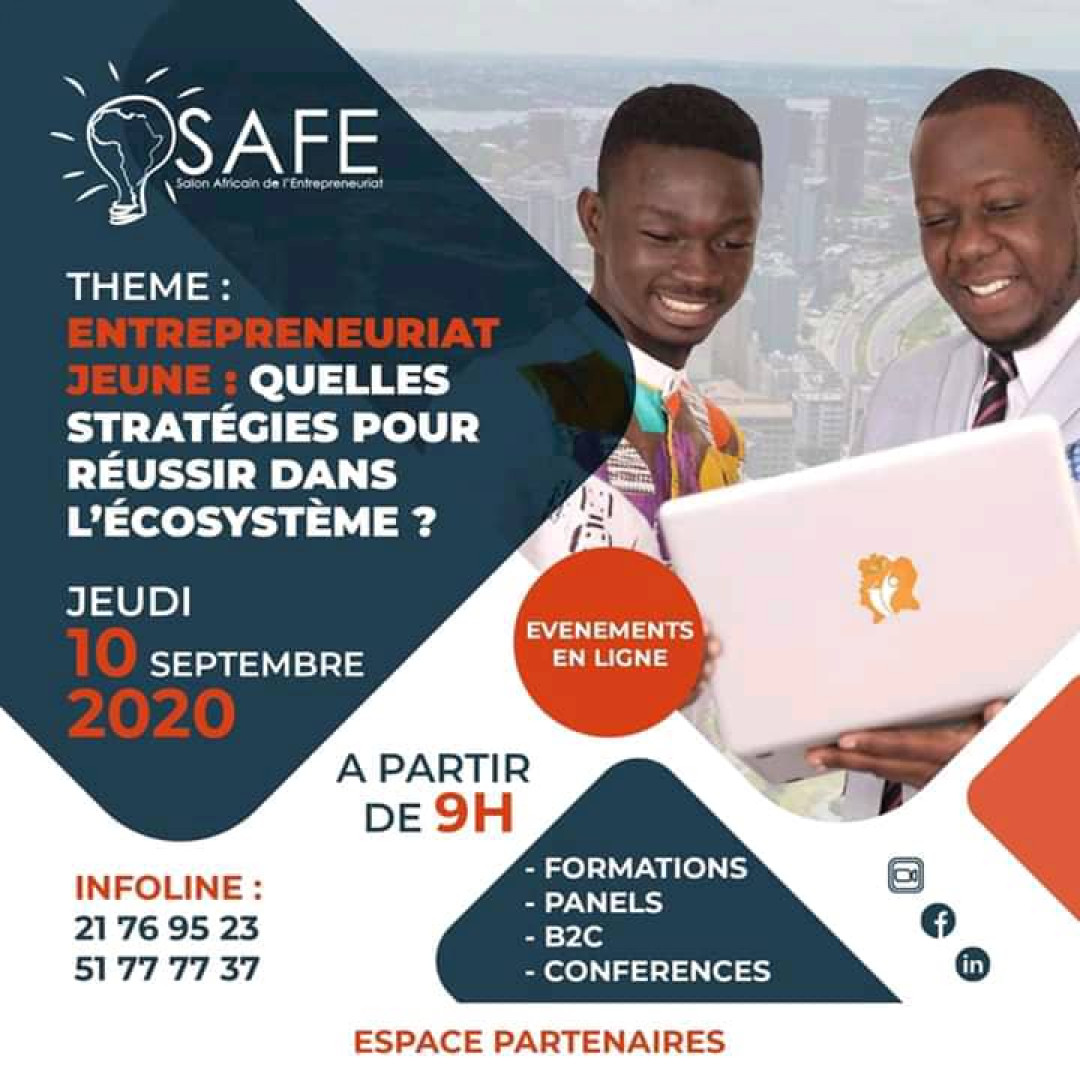 SAFE
Salon Africain de l'Entrepreneuriat
THEME :
ENTREPRENEURIAT
JEUNE : QUELLES
STRATÉGIES POUR
RÉUSSIR DANS
L'ÉCOSYSTÈME ?
JEUDI
10 SEPTEMBRE
2020
EVENEMENTS
EN LIGNE
A PARTIR
DE 9H
- FORMATIONS
- PANELS
- B2C
- CONFERENCES
INFOLINE :
21 76 95 23
51 77 77 37
f
in
ESPACE PARTENAIRES